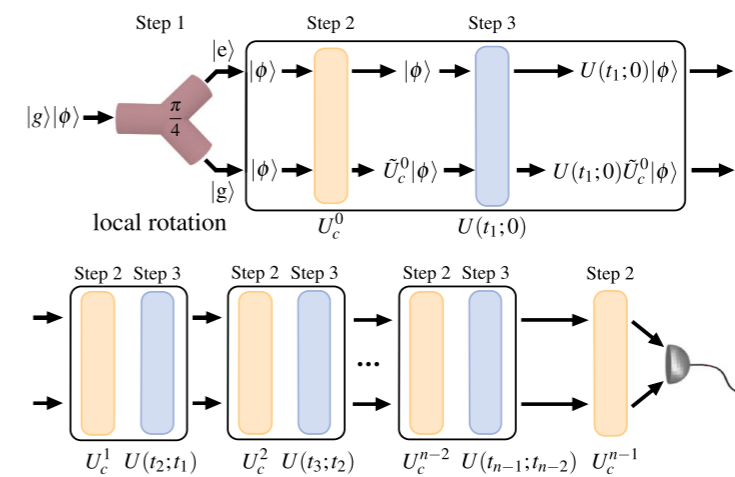 Step 1 Step 2 Step 3
|e⟩
|ϕ⟩ |ϕ⟩ U(t₁;0)|ϕ⟩
|g⟩|ϕ⟩ π/4
|ϕ⟩ Ũ_c^0|ϕ⟩ U(t₁;0)Ũ_c^0|ϕ⟩
|g⟩
local rotation U_c^0 U(t₁;0)
Step 2 Step 3 Step 2 Step 3 Step 2 Step 3 Step 2
...
U_c^1 U(t₂;t₁) U_c^2 U(t₃;t₂) U_c^{n−2} U(t_{n−1};t_{n−2}) U_c^{n−1}